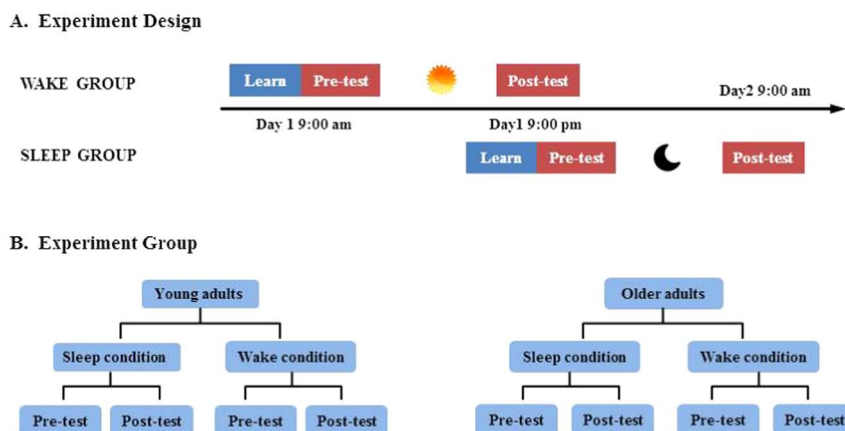 A. Experiment Design
WAKE GROUP
Learn Pre-test Post-test
Day2 9:00 am
Day 1 9:00 am Day1 9:00 pm
SLEEP GROUP
Learn Pre-test Post-test
B. Experiment Group
Young adults Older adults
Sleep condition Wake condition Sleep condition Wake condition
Pre-test Post-test Pre-test Post-test Pre-test Post-test Pre-test Post-test